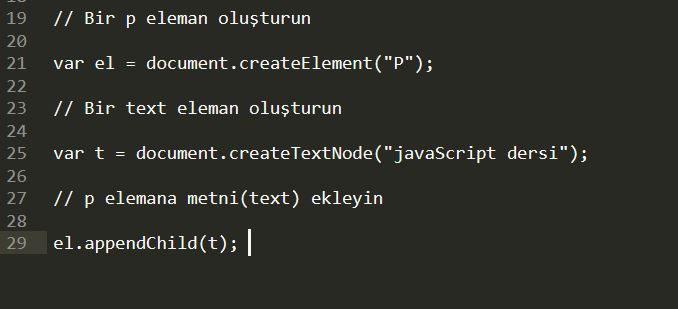 19 // Bir p eleman oluşturun
20
21 var el = document.createElement("P");
22
23 // Bir text eleman oluşturun
24
25 var t = document.createTextNode("javaScript dersi");
26
27 // p elemana metni(text) ekleyin
28
29 el.appendChild(t);